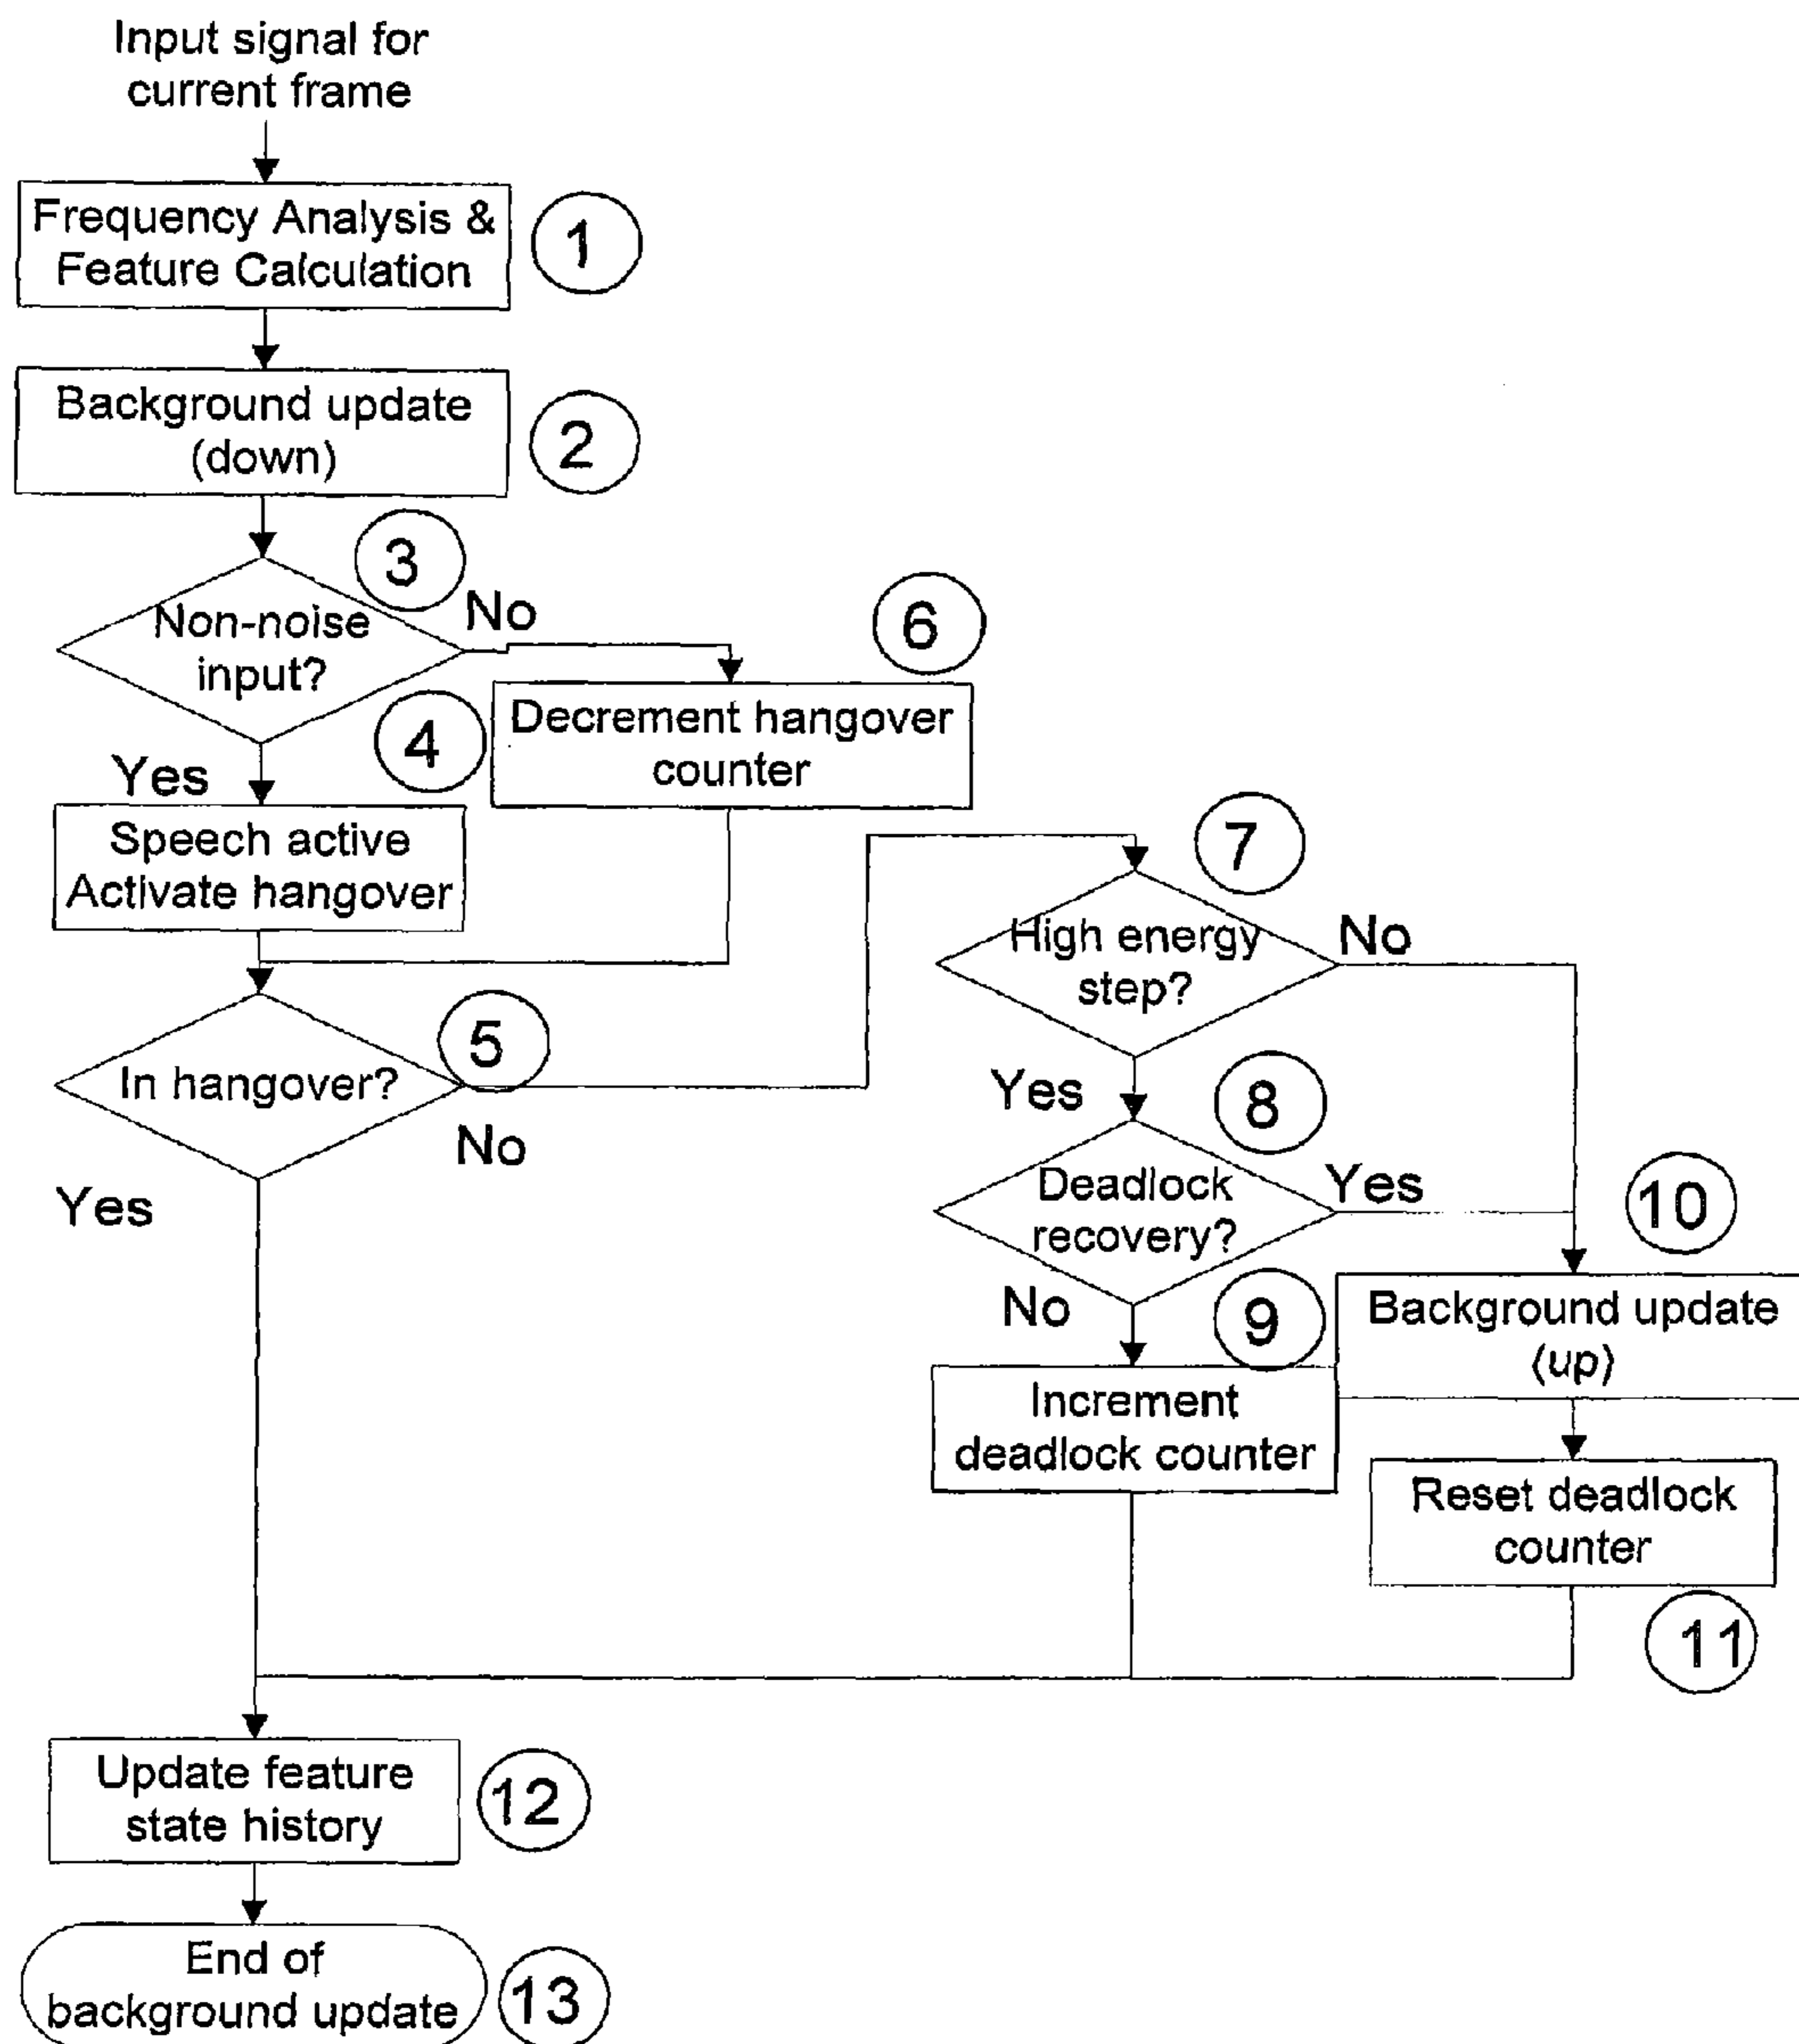 Input signal for
current frame
Frequency Analysis &
Feature Calculation
1
Background update
(down)
2
3
Non-noise
input?
No
6
4
Decrement hangover
counter
Yes
Speech active
Activate hangover
7
High energy
step?
No
5
In hangover?
No
Yes
Yes
8
Deadlock
recovery?
Yes
10
No
9
Background update
(up)
Increment
deadlock counter
Reset deadlock
counter
11
Update feature
state history
12
End of
background update
13